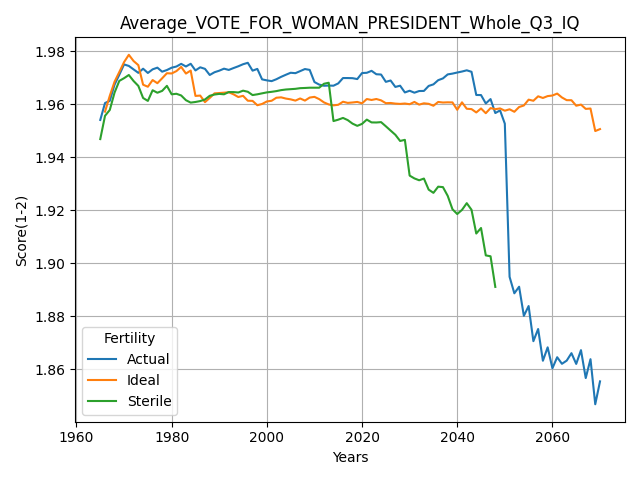 Average_VOTE_FOR_WOMAN_PRESIDENT_Whole_Q3_IQ
Score(1-2)
1.98
1.96
1.94
1.92
1.90
1.88
1.86
Fertility
Actual
Ideal
Sterile
1960
1980
2000
2020
2040
2060
Years